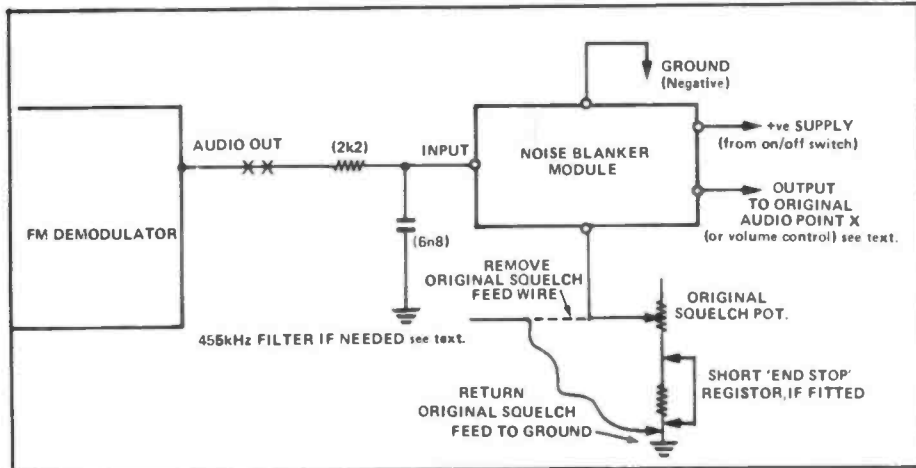 GROUND
(Negative)
AUDIO OUT
(2k2)
INPUT
NOISE BLANKER
MODULE
+ve SUPPLY
(from on/off switch)
OUTPUT
TO ORIGINAL
AUDIO POINT X
(or volume control) see text.
FM DEMODULATOR
(6n8)
REMOVE
ORIGINAL SQUELCH
FEED WIRE
ORIGINAL
SQUELCH POT.
455kHz FILTER IF NEEDED see text.
SHORT 'END STOP'
REGISTOR, IF FITTED
RETURN
ORIGINAL SQUELCH
FEED TO GROUND